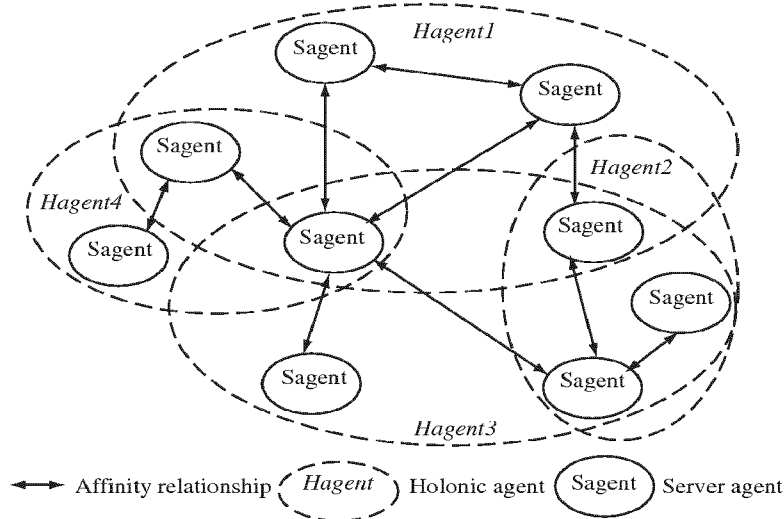 Hagent1
Sagent
Sagent
Sagent
Hagent2
Hagent4
Sagent
Sagent
Sagent
Sagent
Sagent
Sagent
Hagent3
Affinity relationship Hagent Holonic agent Sagent Server agent